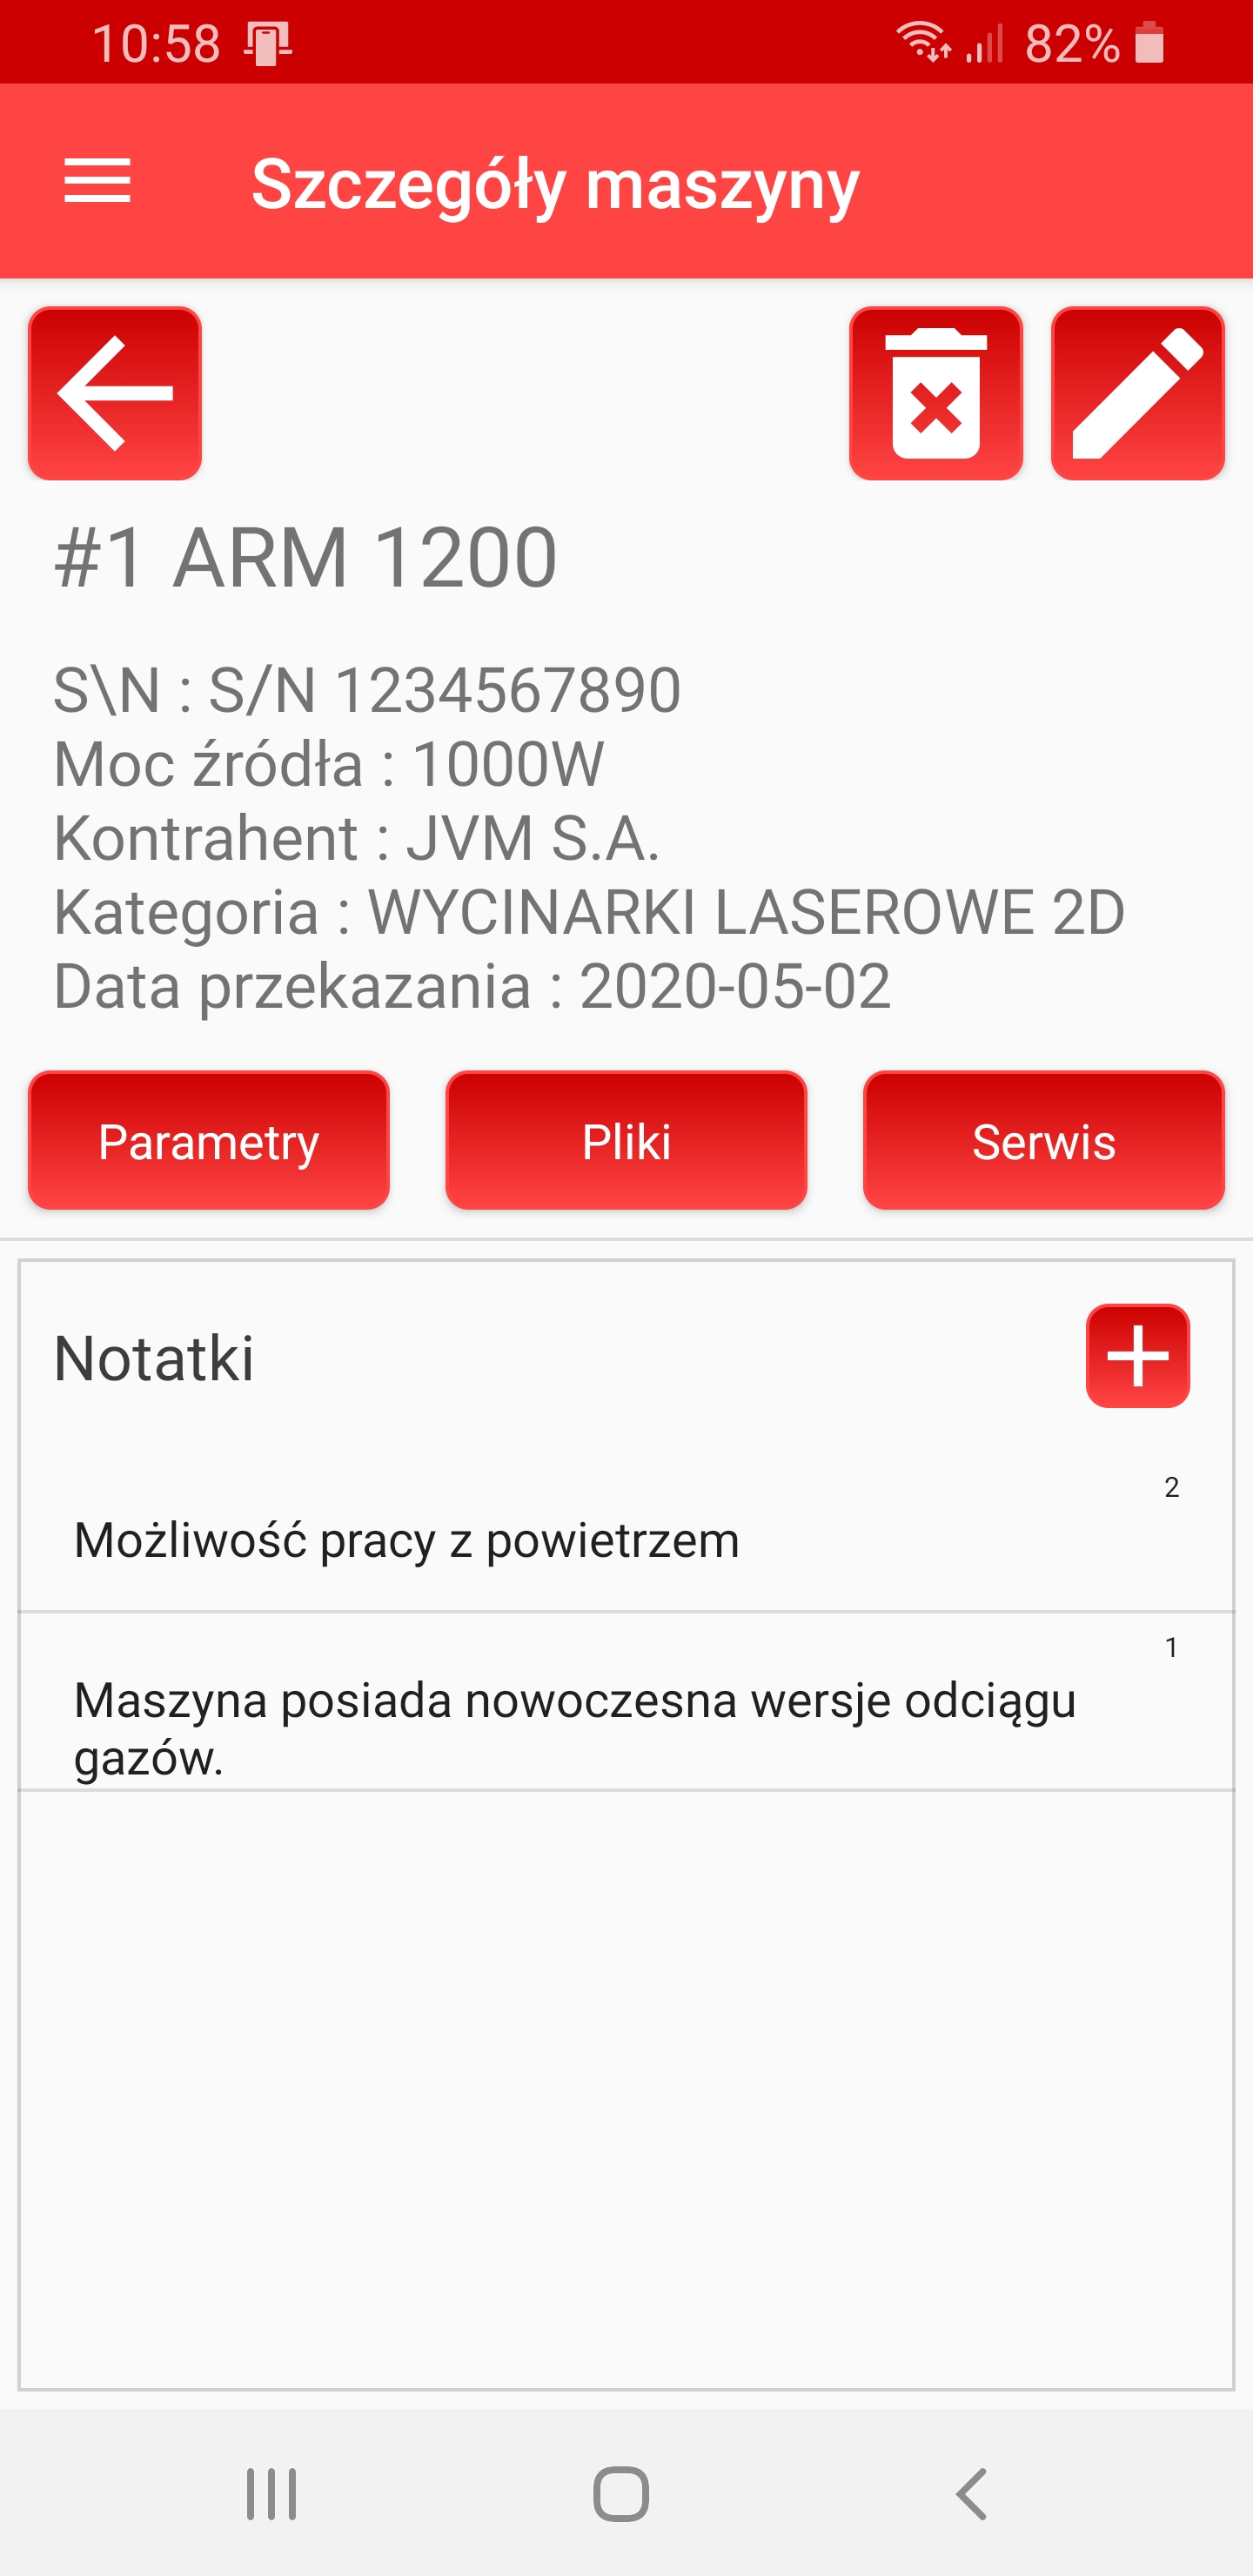 10:58 82%
Szczegóły maszyny
#1 ARM 1200
S\N : S/N 1234567890
Moc źródła : 1000W
Kontrahent : JVM S.A.
Kategoria : WYCINARKI LASEROWE 2D
Data przekazania : 2020-05-02
Parametry Pliki Serwis
Notatki
2
Możliwość pracy z powietrzem
1
Maszyna posiada nowoczesna wersje odciągu
gazów.